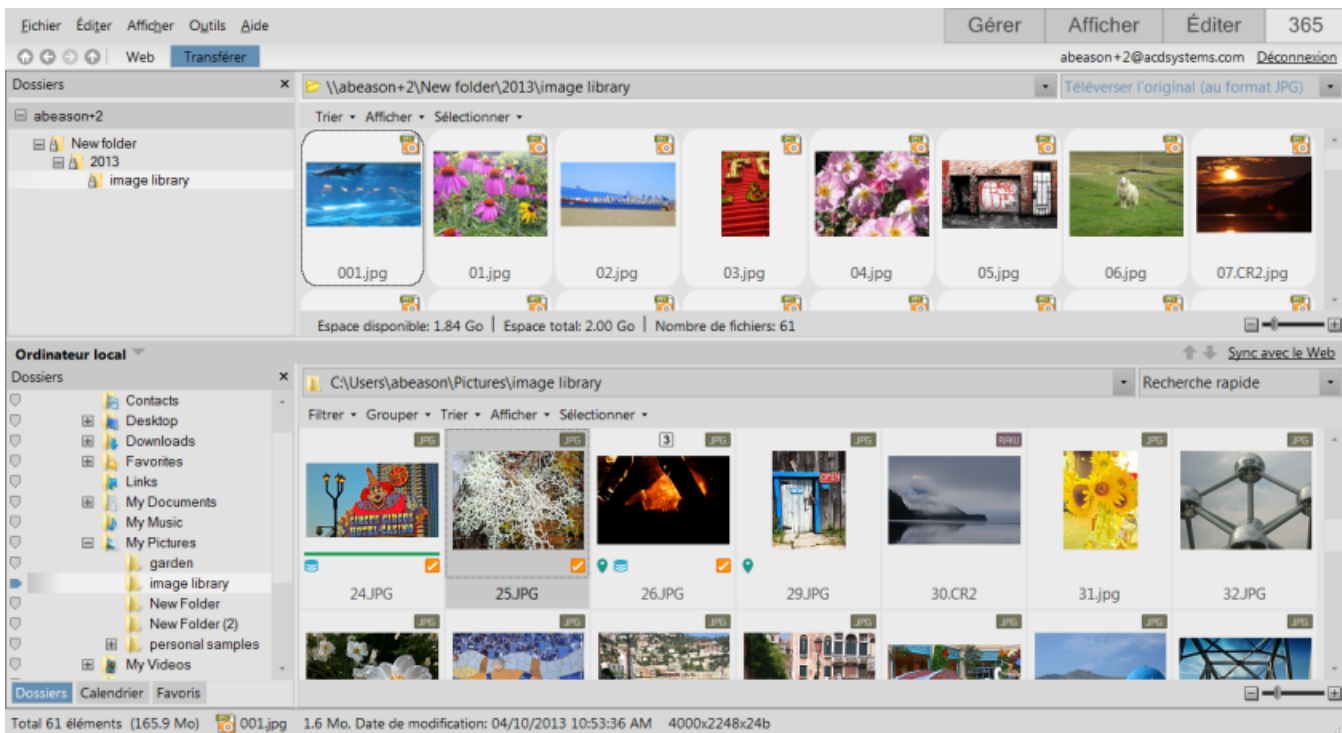 Fichier Éditer Afficher Outils Aide
Gérer Afficher Éditer 365
Web Transférer
abeason+2@acdsystems.com Déconnexion
Dossiers
\\abeason+2\New folder\2013\image library
Téléverser l'original (au format JPG)
abeason+2
New folder
2013
image library
Trier Afficher Sélectionner
001.jpg 01.jpg 02.jpg 03.jpg 04.jpg 05.jpg 06.jpg 07.CR2.jpg
Espace disponible: 1.84 Go | Espace total: 2.00 Go | Nombre de fichiers: 61
Ordinateur local
Sync avec le Web
Dossiers
C:\Users\abeason\Pictures\image library
Recherche rapide
Contacts
Desktop
Downloads
Favorites
Links
My Documents
My Music
My Pictures
garden
image library
New Folder
New Folder (2)
personal samples
My Videos
Filtrer Grouper Trier Afficher Sélectionner
JPG JPG 3 JPG JPG RAW JPG JPG
OPEN
24.JPG 25.JPG 26.JPG 29.JPG 30.CR2 31.jpg 32.JPG
JPG JPG JPG JPG JPG JPG JPG
Dossiers Calendrier Favoris
Total 61 éléments (165.9 Mo) 001.jpg 1.6 Mo, Date de modification: 04/10/2013 10:53:36 AM 4000x2248x24b